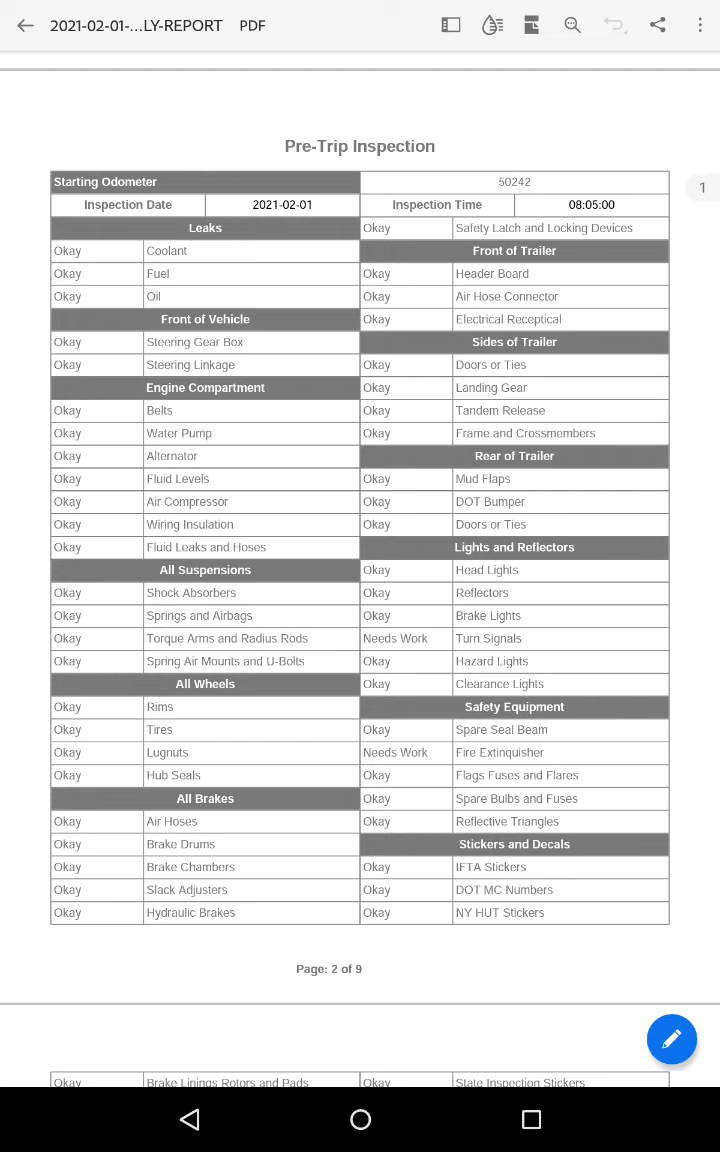 2021-02-01-...LY-REPORT PDF
Pre-Trip Inspection
1
Starting Odometer 50242
Inspection Date 2021-02-01 Inspection Time 08:05:00
Leaks Okay Safety Latch and Locking Devices
Okay Coolant Front of Trailer
Okay Fuel Okay Header Board
Okay Oil Okay Air Hose Connector
Front of Vehicle Okay Electrical Receptical
Okay Steering Gear Box Sides of Trailer
Okay Steering Linkage Okay Doors or Ties
Engine Compartment Okay Landing Gear
Okay Belts Okay Tandem Release
Okay Water Pump Okay Frame and Crossmembers
Okay Alternator Rear of Trailer
Okay Fluid Levels Okay Mud Flaps
Okay Air Compressor Okay DOT Bumper
Okay Wiring Insulation Okay Doors or Ties
Okay Fluid Leaks and Hoses Lights and Reflectors
All Suspensions Okay Head Lights
Okay Shock Absorbers Okay Reflectors
Okay Springs and Airbags Okay Brake Lights
Okay Torque Arms and Radius Rods Needs Work Turn Signals
Okay Spring Air Mounts and U-Bolts Okay Hazard Lights
All Wheels Okay Clearance Lights
Okay Rims Safety Equipment
Okay Tires Okay Spare Seal Beam
Okay Lugnuts Needs Work Fire Extinquisher
Okay Hub Seals Okay Flags Fuses and Flares
All Brakes Okay Spare Bulbs and Fuses
Okay Air Hoses Okay Reflective Triangles
Okay Brake Drums Stickers and Decals
Okay Brake Chambers Okay IFTA Stickers
Okay Slack Adjusters Okay DOT MC Numbers
Okay Hydraulic Brakes Okay NY HUT Stickers
Page: 2 of 9
Okay Brake Linings Rotors and Pads Okay State Inspection Stickers